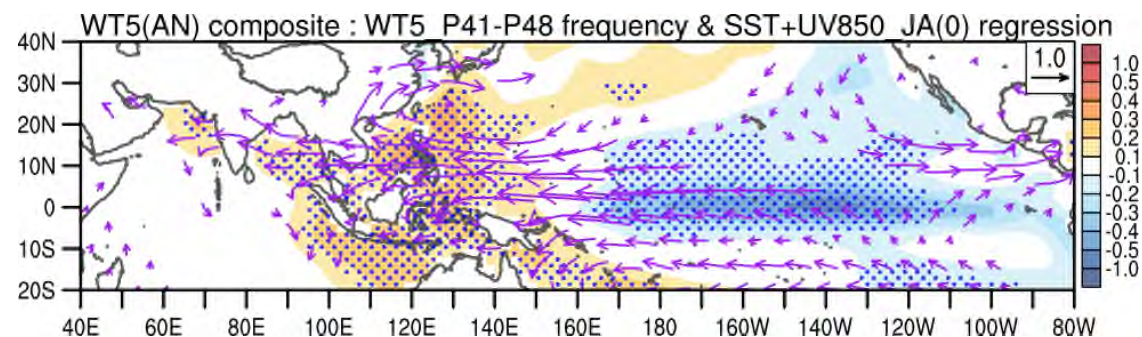 WT5(AN) composite : WT5_P41-P48 frequency & SST+UV850_JA(0) regression
40N
30N
20N
10N
0
10S
20S
1.0
1.0
0.5
0.4
0.3
0.2
0.1
-0.1
-0.2
-0.3
-0.4
-0.5
-1.0
40E 60E 80E 100E 120E 140E 160E 180 160W 140W 120W 100W 80W